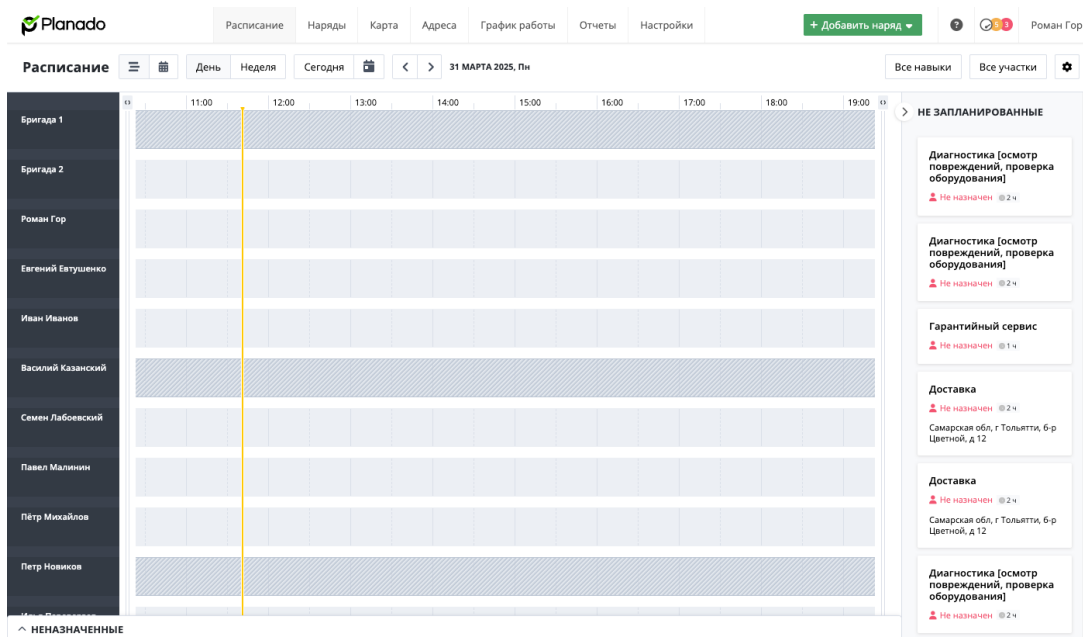 Planado
Расписание Наряды Карта Адреса График работы Отчеты Настройки + Добавить наряд ? 5 3 Роман Гор
Расписание День Неделя Сегодня 31 МАРТА 2025, Пн Все навыки Все участки
11:00 12:00 13:00 14:00 15:00 16:00 17:00 18:00 19:00
Бригада 1
Бригада 2
Роман Гор
Евгений Евтушенко
Иван Иванов
Василий Казанский
Семен Лабоевский
Павел Малинин
Пётр Михайлов
Петр Новиков
НЕНАЗНАЧЕННЫЕ
НЕ ЗАПЛАНИРОВАННЫЕ
Диагностика [осмотр
повреждений, проверка
оборудования]
Не назначен 2 ч
Диагностика [осмотр
повреждений, проверка
оборудования]
Не назначен 2 ч
Гарантийный сервис
Не назначен 1 ч
Доставка
Не назначен 2 ч
Самарская обл, г Тольятти, б-р
Цветной, д 12
Доставка
Не назначен 2 ч
Самарская обл, г Тольятти, б-р
Цветной, д 12
Диагностика [осмотр
повреждений, проверка
оборудования]
Не назначен 2 ч